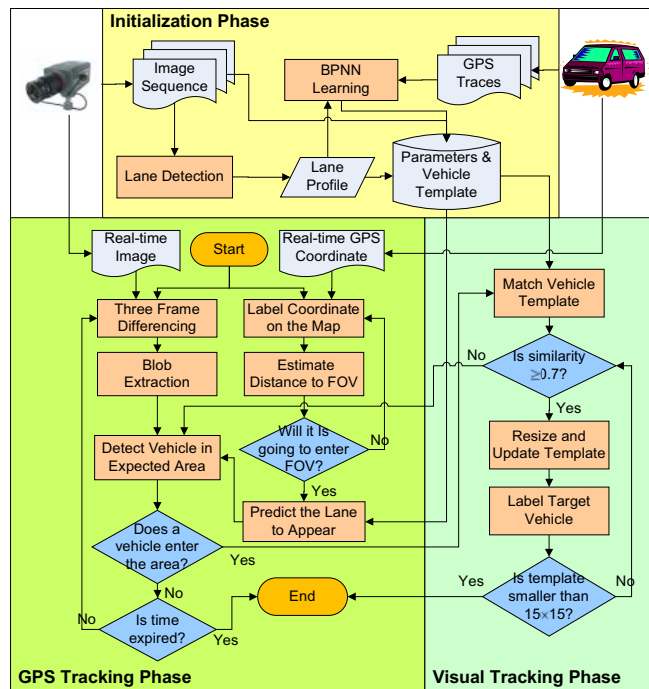 Initialization Phase
Image
Sequence
BPNN
Learning
GPS
Traces
Lane Detection
Lane
Profile
Parameters &
Vehicle
Template
Real-time
Image
Start
Real-time GPS
Coordinate
Three Frame
Differencing
Label Coordinate
on the Map
Match Vehicle
Template
Blob
Extraction
Estimate
Distance to FOV
No
Is similarity
≥0.7?
Yes
Detect Vehicle in
Expected Area
Will it Is
going to enter
FOV?
No
Resize and
Update Template
Yes
Predict the Lane
to Appear
Label Target
Vehicle
Does a
vehicle enter
the area?
Yes
No
Is time
expired?
No
Yes
End
Yes
Is template
smaller than
15×15?
No
GPS Tracking Phase
Visual Tracking Phase